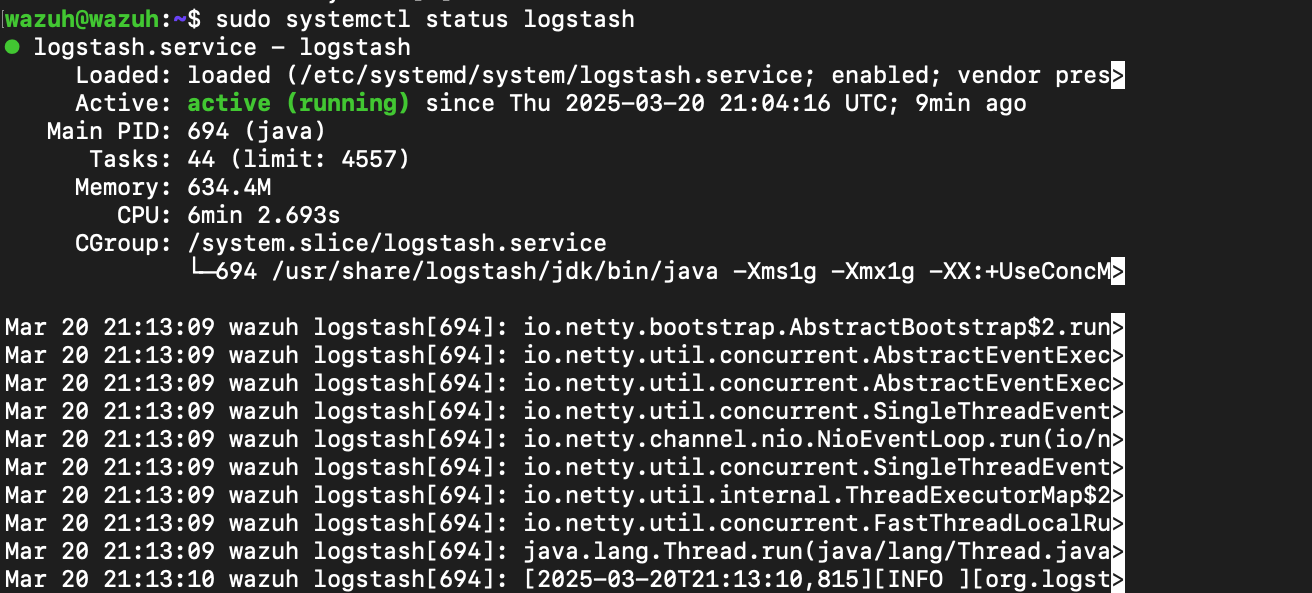 wazuh@wazuh:~$ sudo systemctl status logstash
● logstash.service – logstash
     Loaded: loaded (/etc/systemd/system/logstash.service; enabled; vendor pres>
     Active: active (running) since Thu 2025-03-20 21:04:16 UTC; 9min ago
   Main PID: 694 (java)
      Tasks: 44 (limit: 4557)
     Memory: 634.4M
        CPU: 6min 2.693s
     CGroup: /system.slice/logstash.service
             └─694 /usr/share/logstash/jdk/bin/java -Xms1g -Xmx1g -XX:+UseConcM>
Mar 20 21:13:09 wazuh logstash[694]: io.netty.bootstrap.AbstractBootstrap$2.run>
Mar 20 21:13:09 wazuh logstash[694]: io.netty.util.concurrent.AbstractEventExec>
Mar 20 21:13:09 wazuh logstash[694]: io.netty.util.concurrent.AbstractEventExec>
Mar 20 21:13:09 wazuh logstash[694]: io.netty.util.concurrent.SingleThreadEvent>
Mar 20 21:13:09 wazuh logstash[694]: io.netty.channel.nio.NioEventLoop.run(io/n>
Mar 20 21:13:09 wazuh logstash[694]: io.netty.util.concurrent.SingleThreadEvent>
Mar 20 21:13:09 wazuh logstash[694]: io.netty.util.internal.ThreadExecutorMap$2>
Mar 20 21:13:09 wazuh logstash[694]: io.netty.util.concurrent.FastThreadLocalRu>
Mar 20 21:13:09 wazuh logstash[694]: java.lang.Thread.run(java/lang/Thread.java>
Mar 20 21:13:10 wazuh logstash[694]: [2025-03-20T21:13:10,815][INFO ][org.logst>